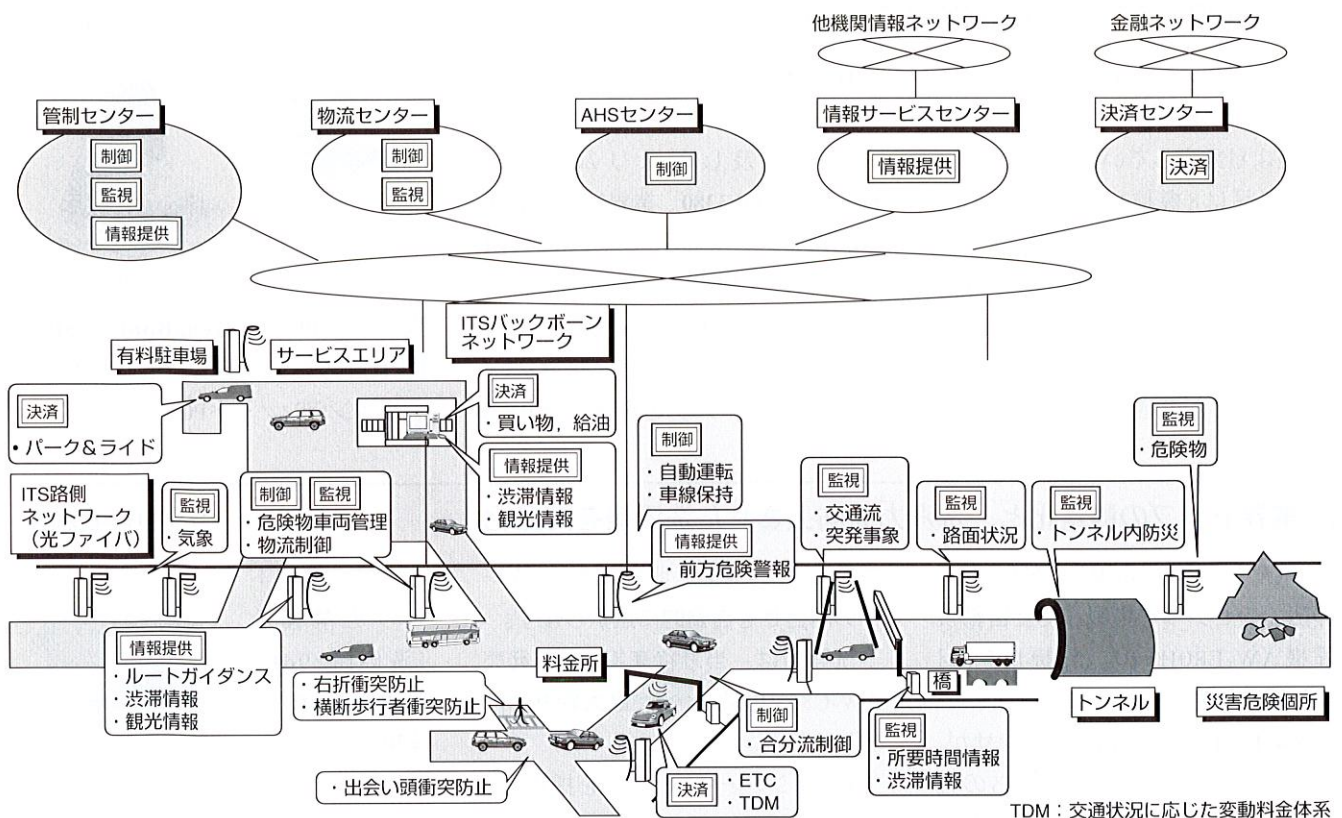 他機関情報ネットワーク
金融ネットワーク
管制センター
制御
監視
情報提供
物流センター
制御
監視
AHSセンター
制御
情報サービスセンター
情報提供
決済センター
決済
ITSバックボーン
ネットワーク
有料駐車場
サービスエリア
決済
・パーク&ライド
決済
・買い物，給油
情報提供
・渋滞情報
・観光情報
制御
・自動運転
・車線保持
監視
・危険物
ITS路側
ネットワーク
（光ファイバ）
監視
・気象
制御 監視
・危険物車両管理
・物流制御
情報提供
・前方危険警報
監視
・交通流
・突発事象
監視
・路面状況
監視
・トンネル内防災
情報提供
・ルートガイダンス
・渋滞情報
・観光情報
料金所
・右折衝突防止
・横断歩行者衝突防止
・出会い頭衝突防止
制御
・合分流制御
決済
・ETC
・TDM
橋
監視
・所要時間情報
・渋滞情報
トンネル
災害危険個所
TDM：交通状況に応じた変動料金体系